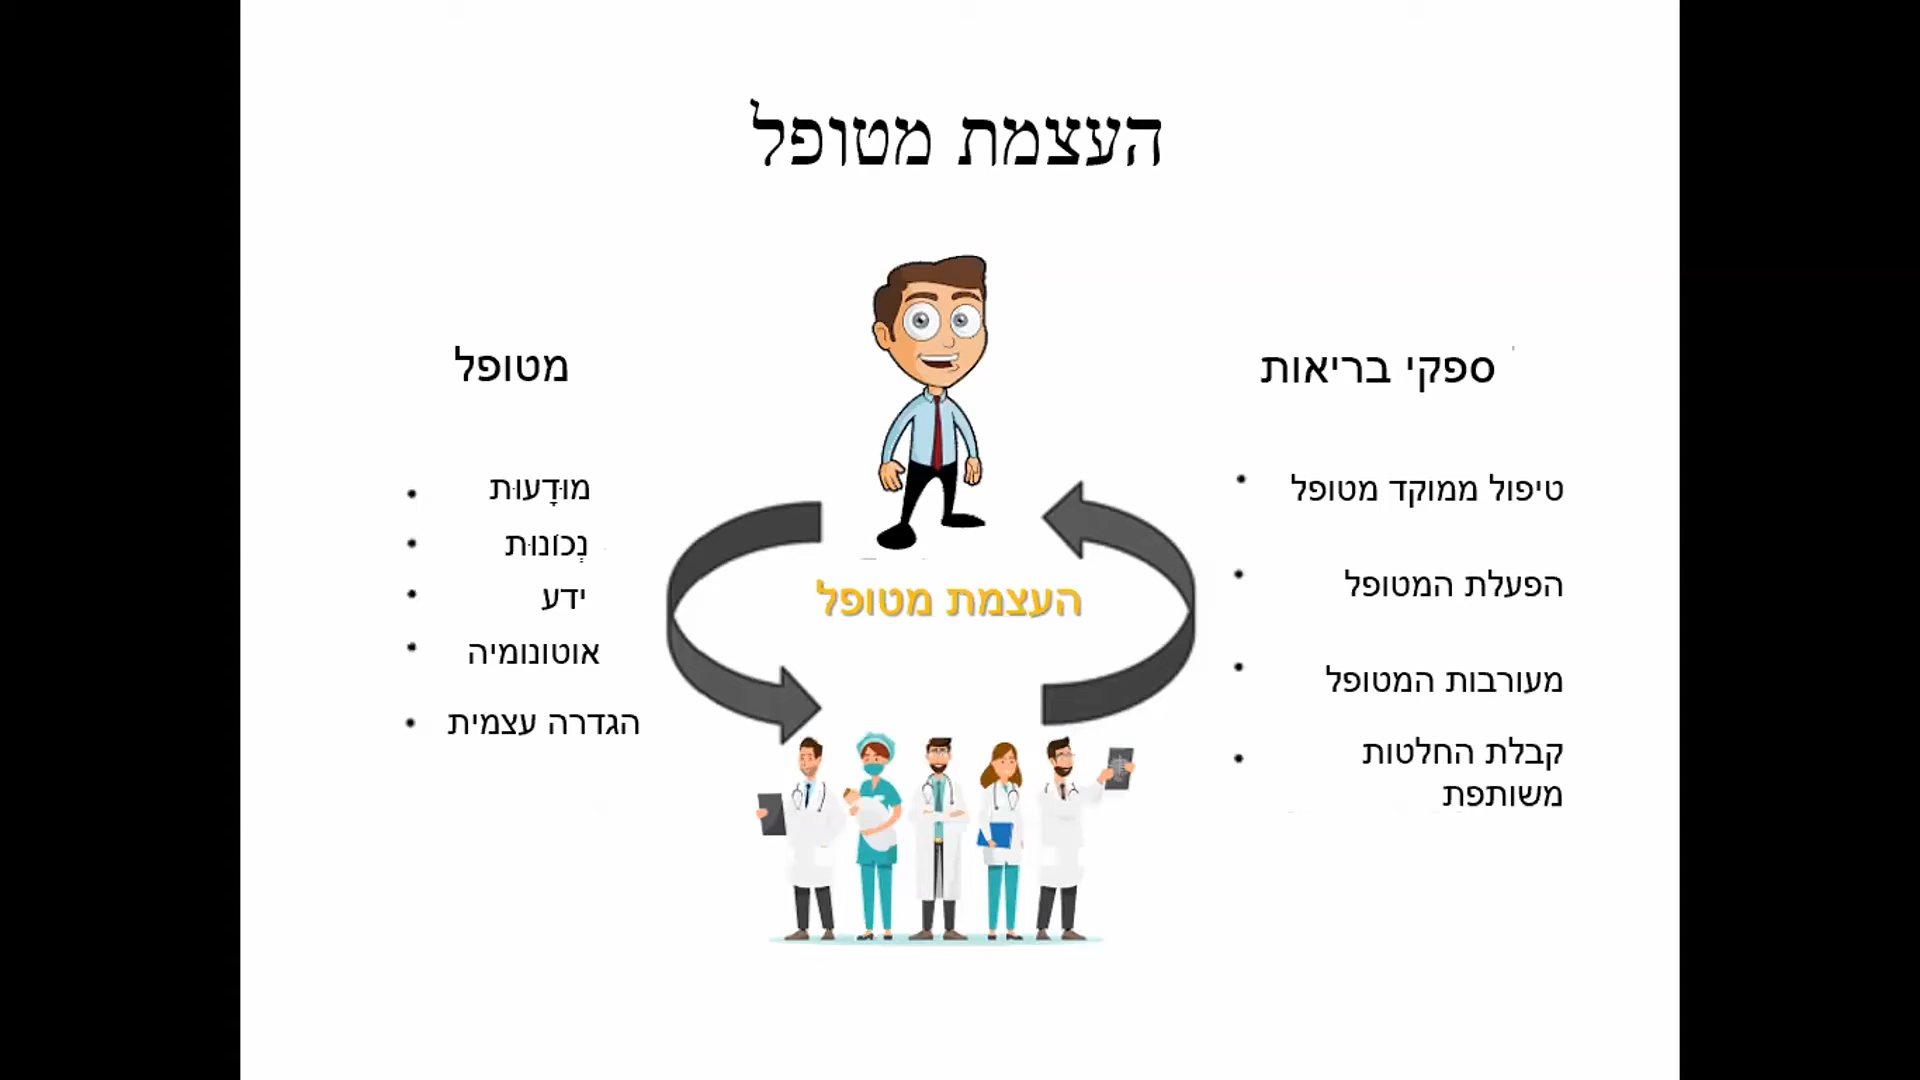 העצמת מטופל
ספקי בריאות
• טיפול ממוקד מטופל
• הפעלת המטופל
• מעורבות המטופל
• קבלת החלטות
משותפת
העצמת מטופל
מטופל
• מוּדָעוּת
• נְכוֹנוּת
• ידע
• אוטונומיה
• הגדרה עצמית